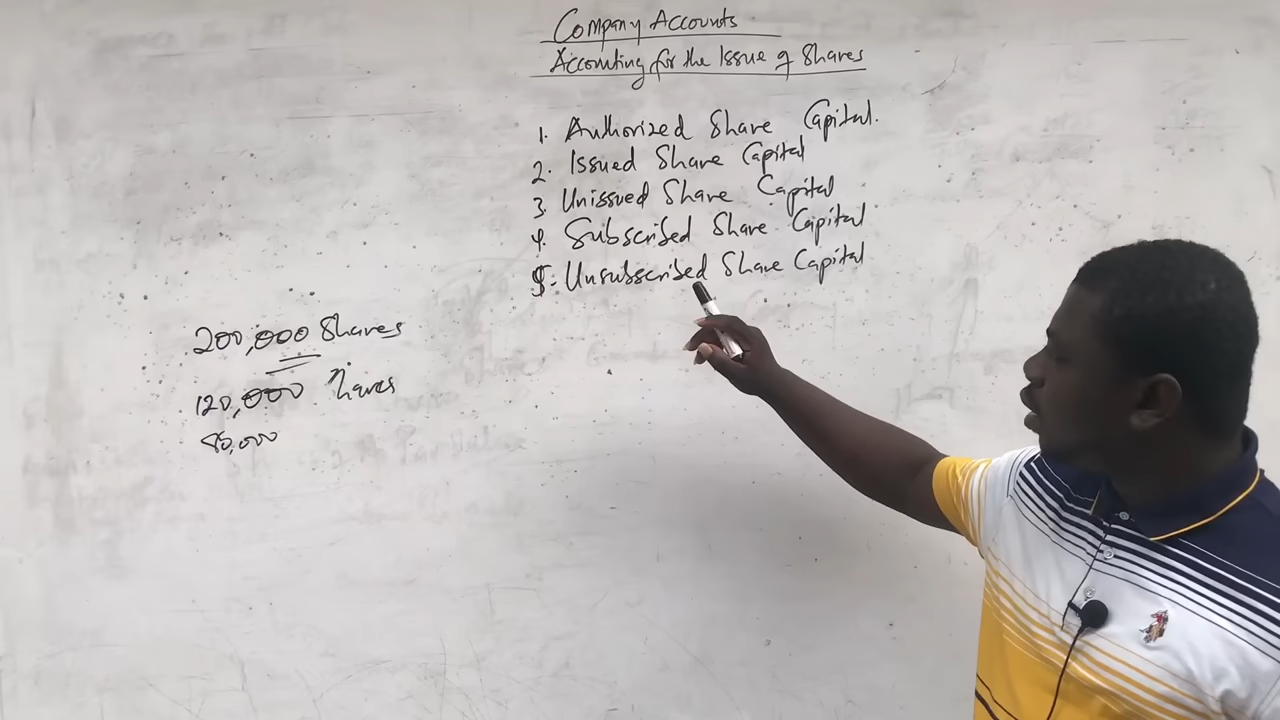 Company Accounts
Accounting for the Issue of Shares
1. Authorized Share Capital.
2. Issued Share Capital
3. Unissued Share Capital
4. Subscribed Share Capital
5. Unsubscribed Share Capital
200,000 Shares
120,000 Shares
80,000